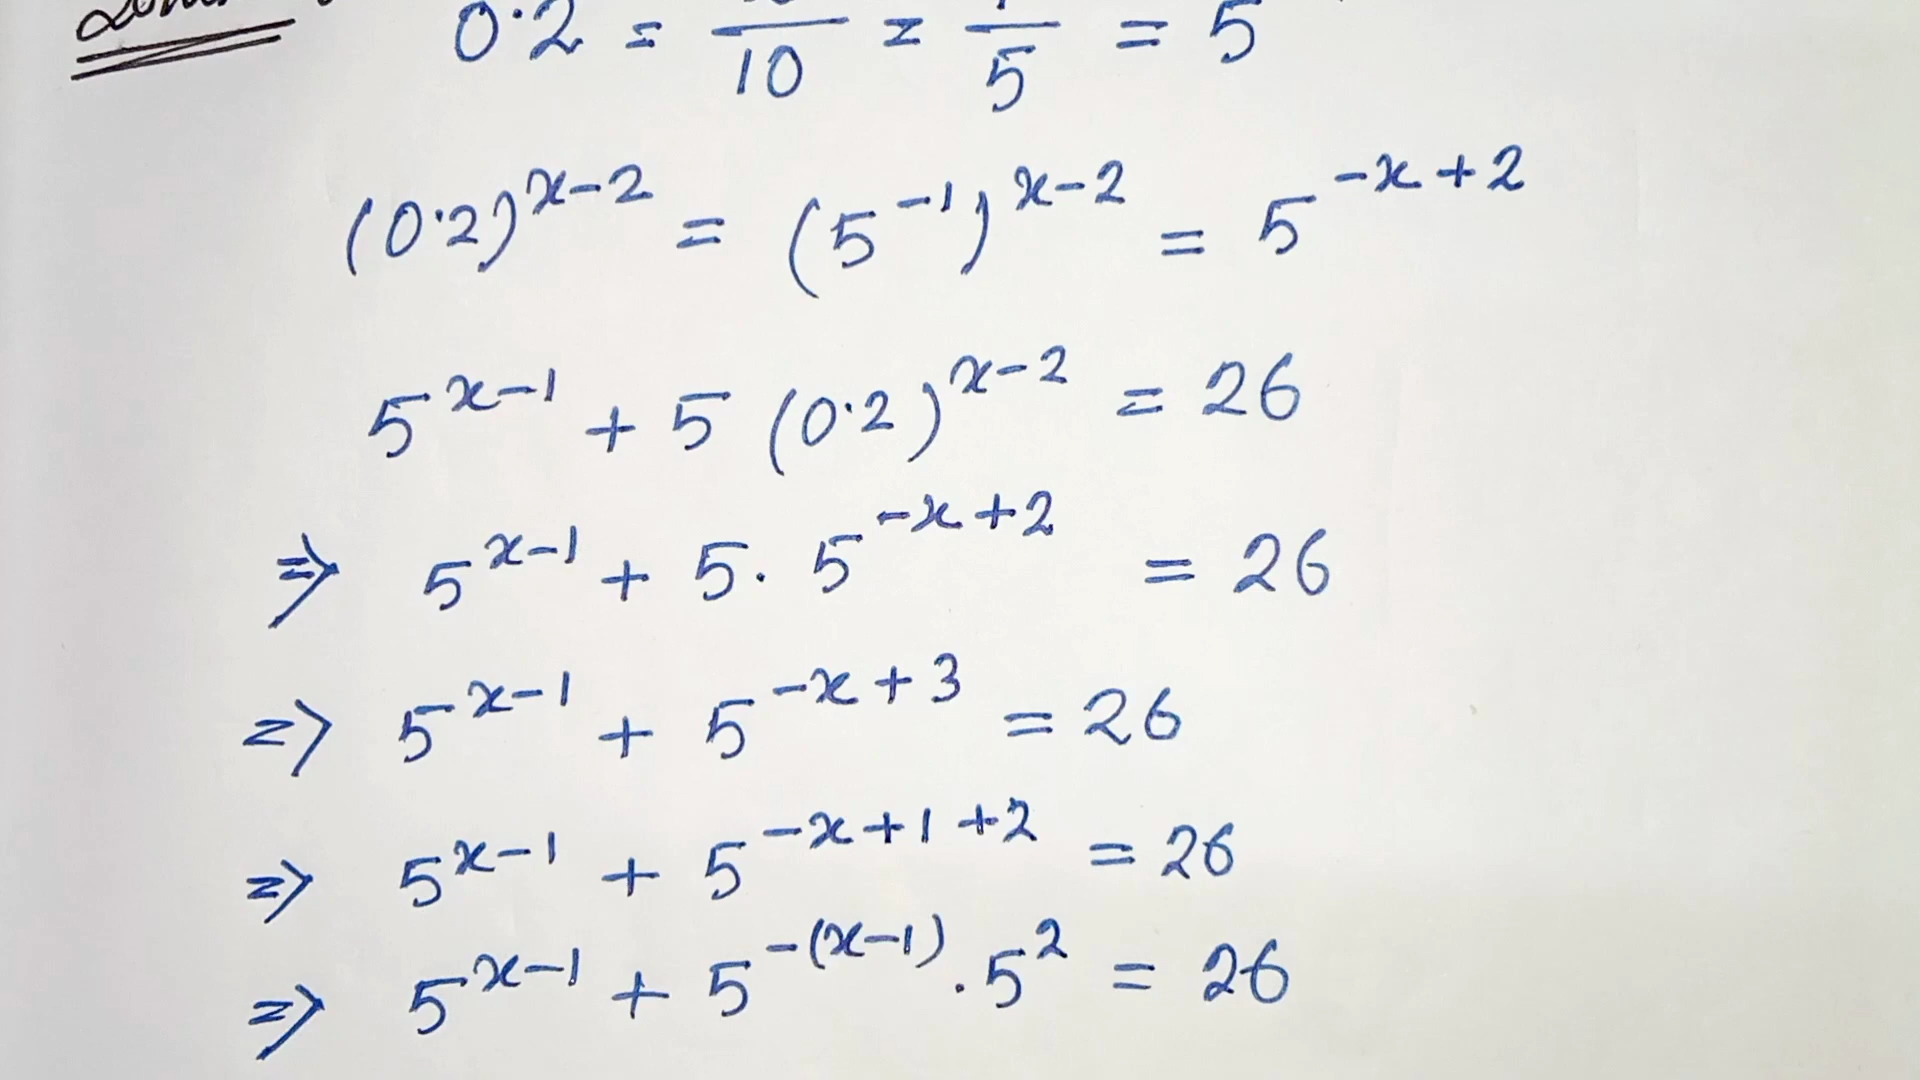 0·2 = /10 = /5 = 5
(0·2)^{x-2} = (5^{-1})^{x-2} = 5^{-x+2}
5^{x-1} + 5 (0·2)^{x-2} = 26
⇒ 5^{x-1} + 5. 5^{-x+2} = 26
⇒ 5^{x-1} + 5^{-x+3} = 26
⇒ 5^{x-1} + 5^{-x+1+2} = 26
⇒ 5^{x-1} + 5^{-(x-1)}.5^2 = 26